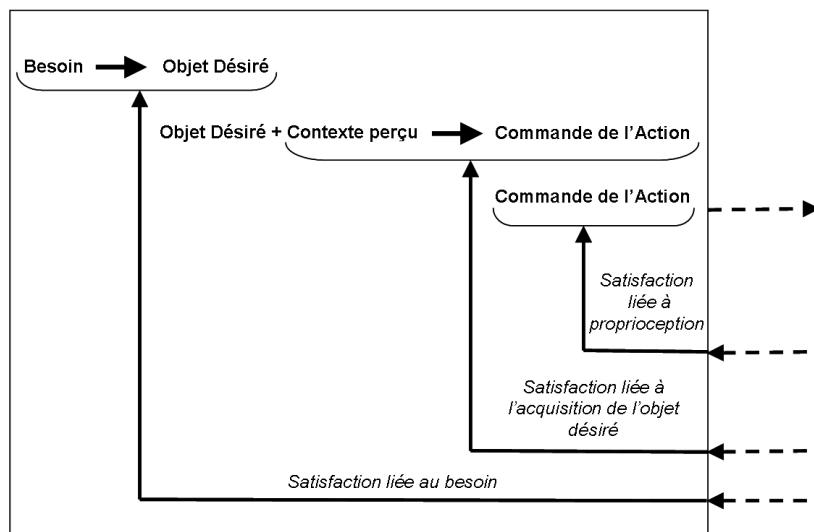 Besoin Objet Désiré
Objet Désiré + Contexte perçu Commande de l'Action
Commande de l'Action
Satisfaction
liée à
proprioception
Satisfaction liée à
l'acquisition de l'objet
désiré
Satisfaction liée au besoin